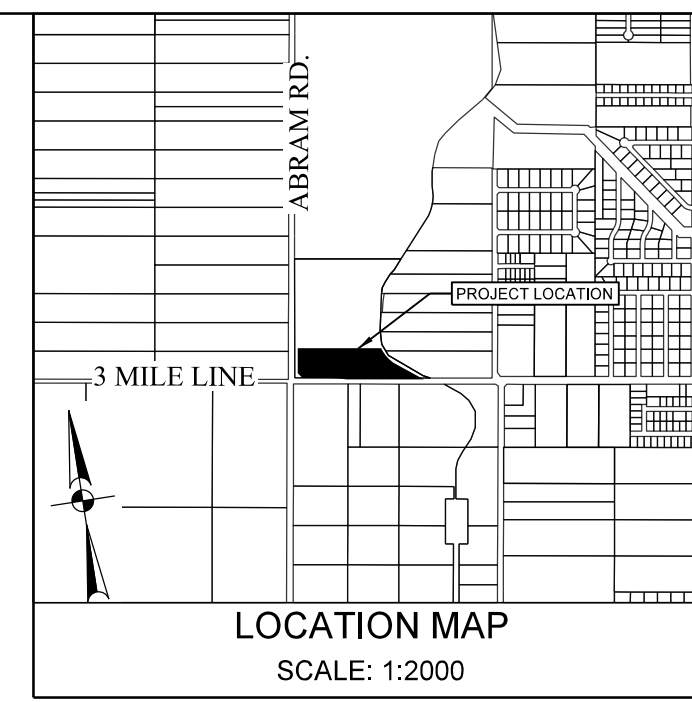 ABRAM RD.
PROJECT LOCATION
3 MILE LINE
LOCATION MAP
SCALE: 1:2000